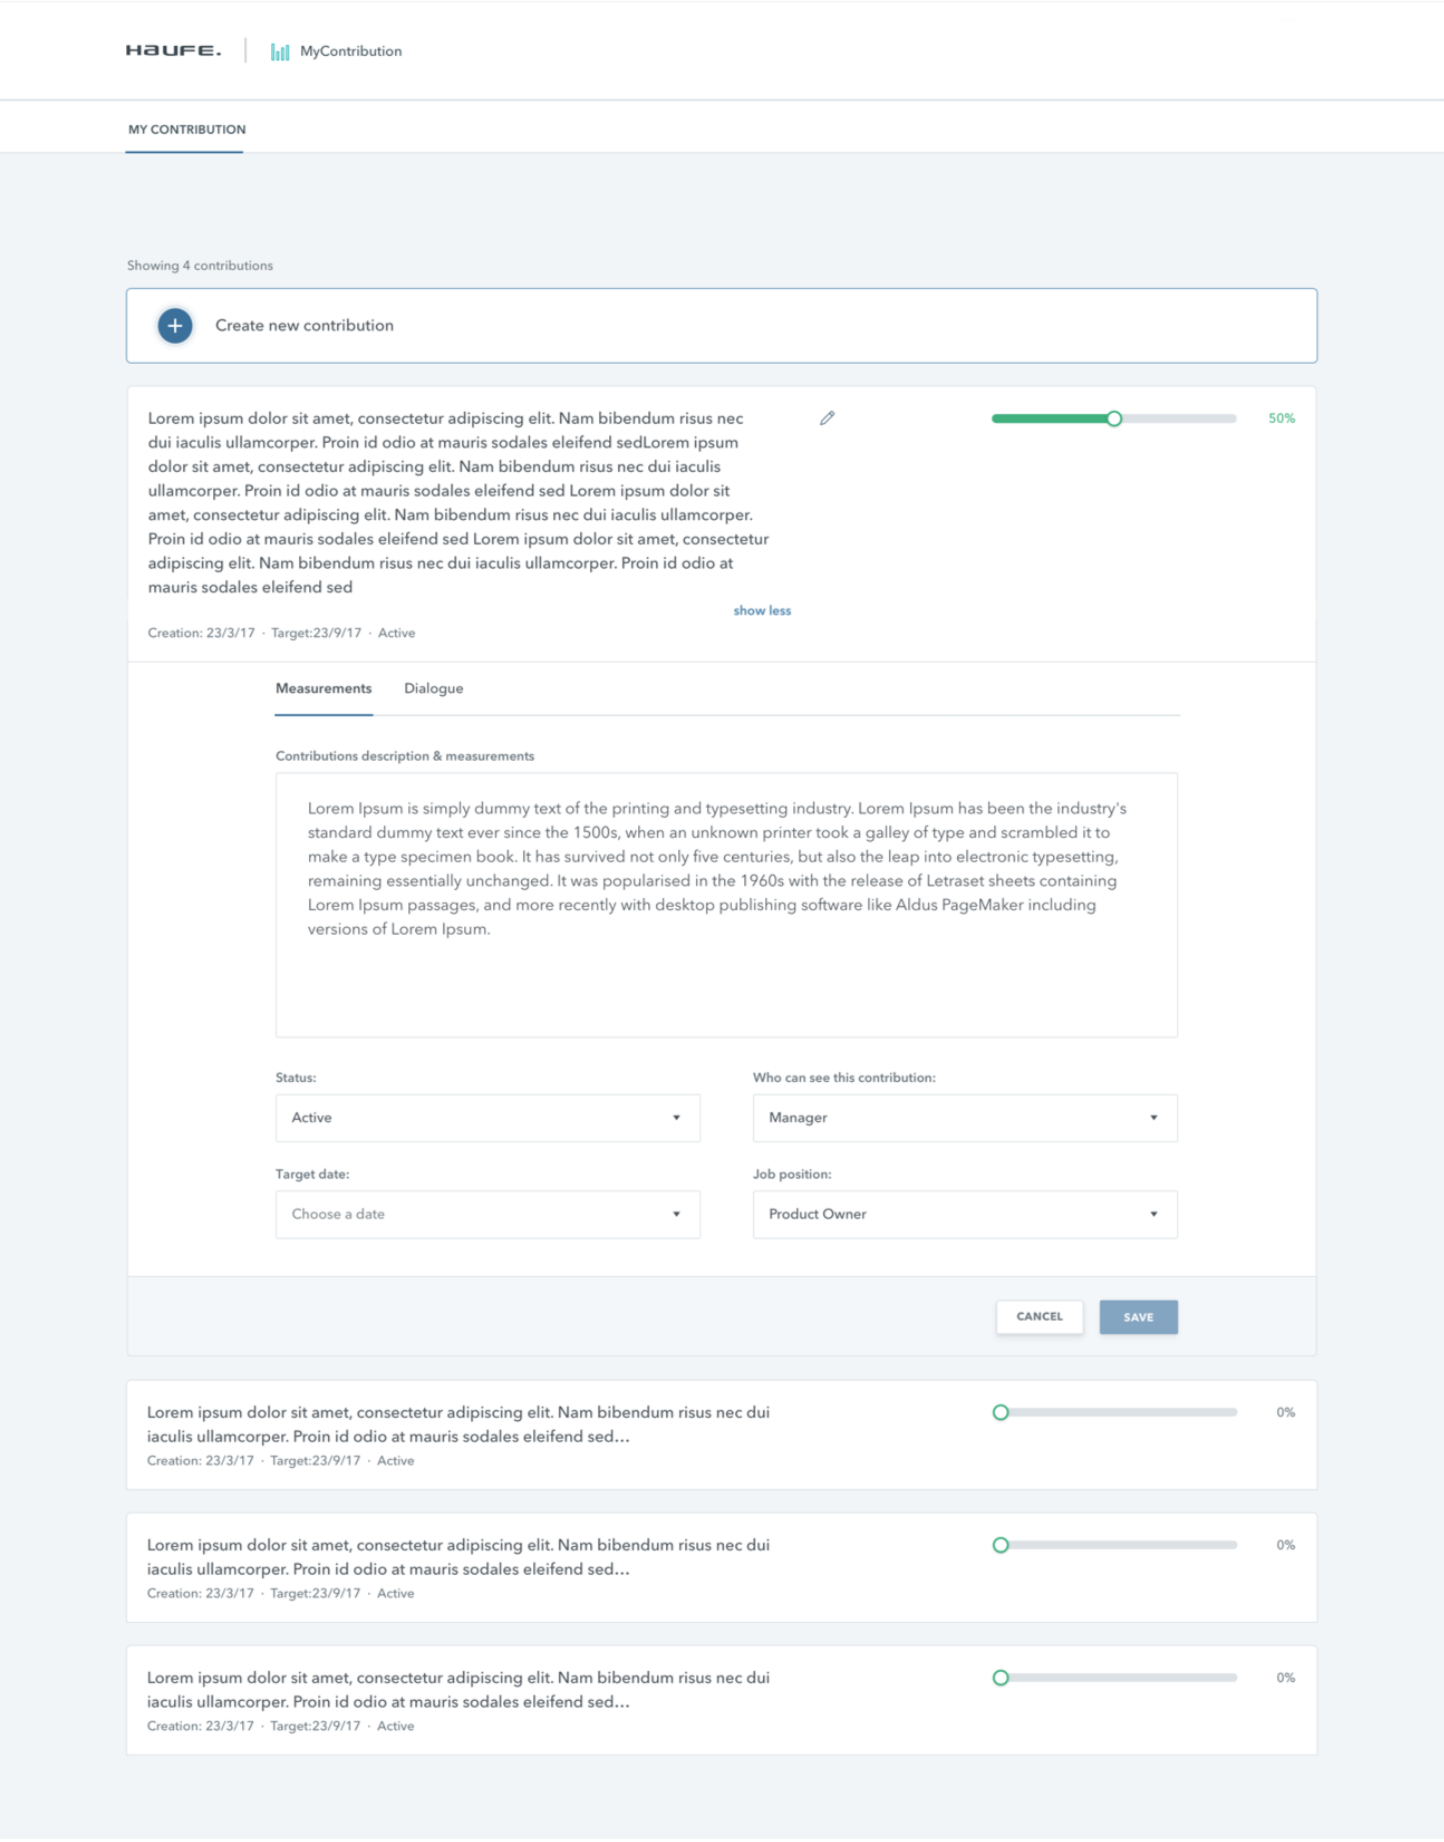 HAUFE.
MyContribution
MY CONTRIBUTION
Showing 4 contributions
Create new contribution
Lorem ipsum dolor sit amet, consectetur adipiscing elit. Nam bibendum risus nec
dui iaculis ullamcorper. Proin id odio at mauris sodales eleifend sedLorem ipsum
dolor sit amet, consectetur adipiscing elit. Nam bibendum risus nec dui iaculis
ullamcorper. Proin id odio at mauris sodales eleifend sed Lorem ipsum dolor sit
amet, consectetur adipiscing elit. Nam bibendum risus nec dui iaculis ullamcorper.
Proin id odio at mauris sodales eleifend sed Lorem ipsum dolor sit amet, consectetur
adipiscing elit. Nam bibendum risus nec dui iaculis ullamcorper. Proin id odio at
mauris sodales eleifend sed
50%
show less
Creation: 23/3/17 · Target:23/9/17 · Active
Measurements
Dialogue
Contributions description & measurements
Lorem Ipsum is simply dummy text of the printing and typesetting industry. Lorem Ipsum has been the industry's
standard dummy text ever since the 1500s, when an unknown printer took a galley of type and scrambled it to
make a type specimen book. It has survived not only five centuries, but also the leap into electronic typesetting,
remaining essentially unchanged. It was popularised in the 1960s with the release of Letraset sheets containing
Lorem Ipsum passages, and more recently with desktop publishing software like Aldus PageMaker including
versions of Lorem Ipsum.
Status:
Active
Who can see this contribution:
Manager
Target date:
Choose a date
Job position:
Product Owner
CANCEL
SAVE
Lorem ipsum dolor sit amet, consectetur adipiscing elit. Nam bibendum risus nec dui
iaculis ullamcorper. Proin id odio at mauris sodales eleifend sed...
Creation: 23/3/17 · Target:23/9/17 · Active
0%
Lorem ipsum dolor sit amet, consectetur adipiscing elit. Nam bibendum risus nec dui
iaculis ullamcorper. Proin id odio at mauris sodales eleifend sed...
Creation: 23/3/17 · Target:23/9/17 · Active
0%
Lorem ipsum dolor sit amet, consectetur adipiscing elit. Nam bibendum risus nec dui
iaculis ullamcorper. Proin id odio at mauris sodales eleifend sed...
Creation: 23/3/17 · Target:23/9/17 · Active
0%